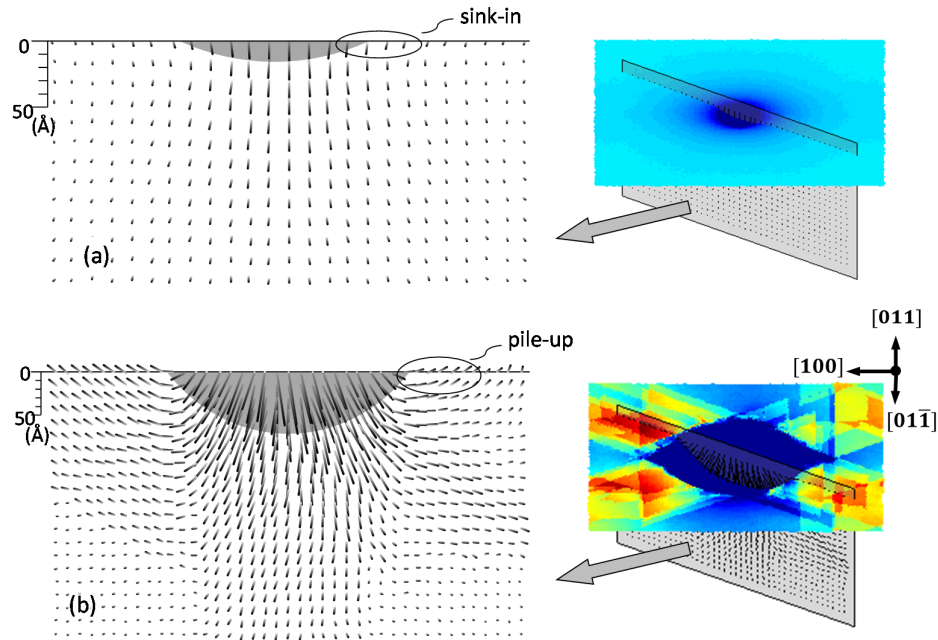 sink-in
0
50
(Å)
(a)
pile-up
0
50
(Å)
(b)
[011]
[100]
[011̅]